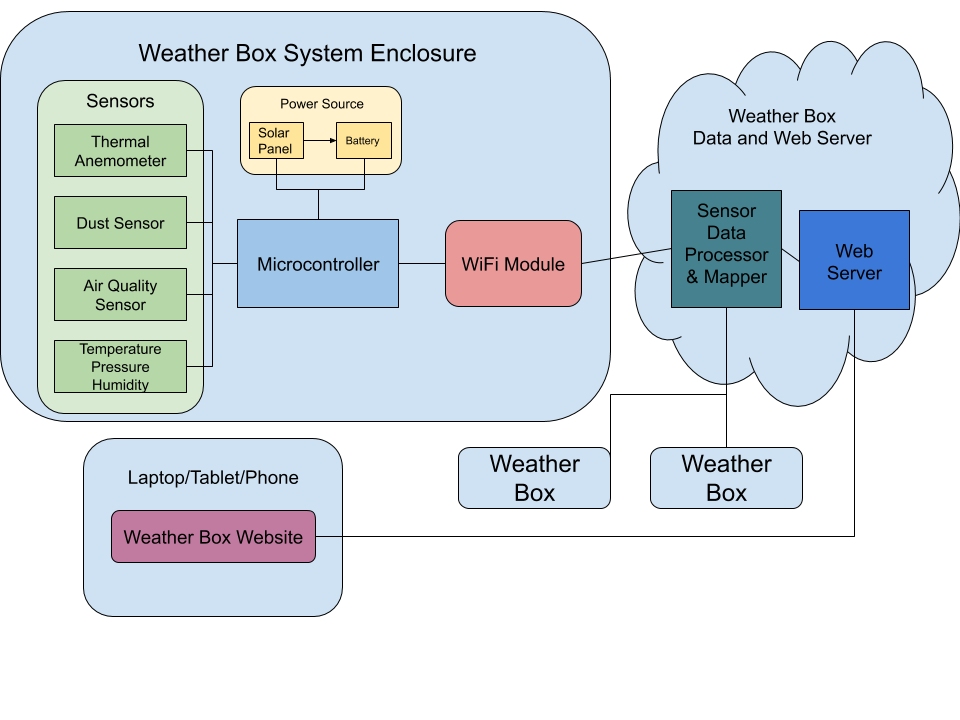 Weather Box System Enclosure
Sensors
Thermal
Anemometer
Dust Sensor
Air Quality
Sensor
Temperature
Pressure
Humidity
Power Source
Solar
Panel
Battery
Microcontroller
WiFi Module
Weather Box
Data and Web Server
Sensor
Data
Processor
& Mapper
Web
Server
Weather
Box
Weather
Box
Laptop/Tablet/Phone
Weather Box Website